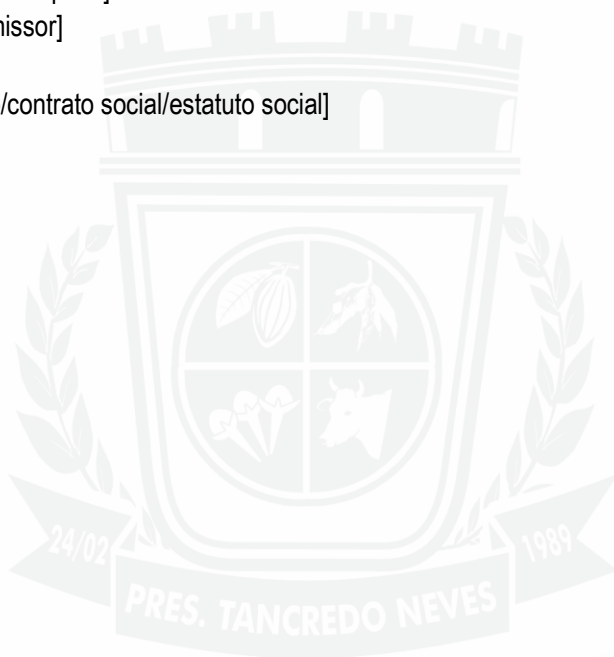 nissor]
/contrato social/estatuto social]
24/02
1989
PRES. TANCREDO NEVES